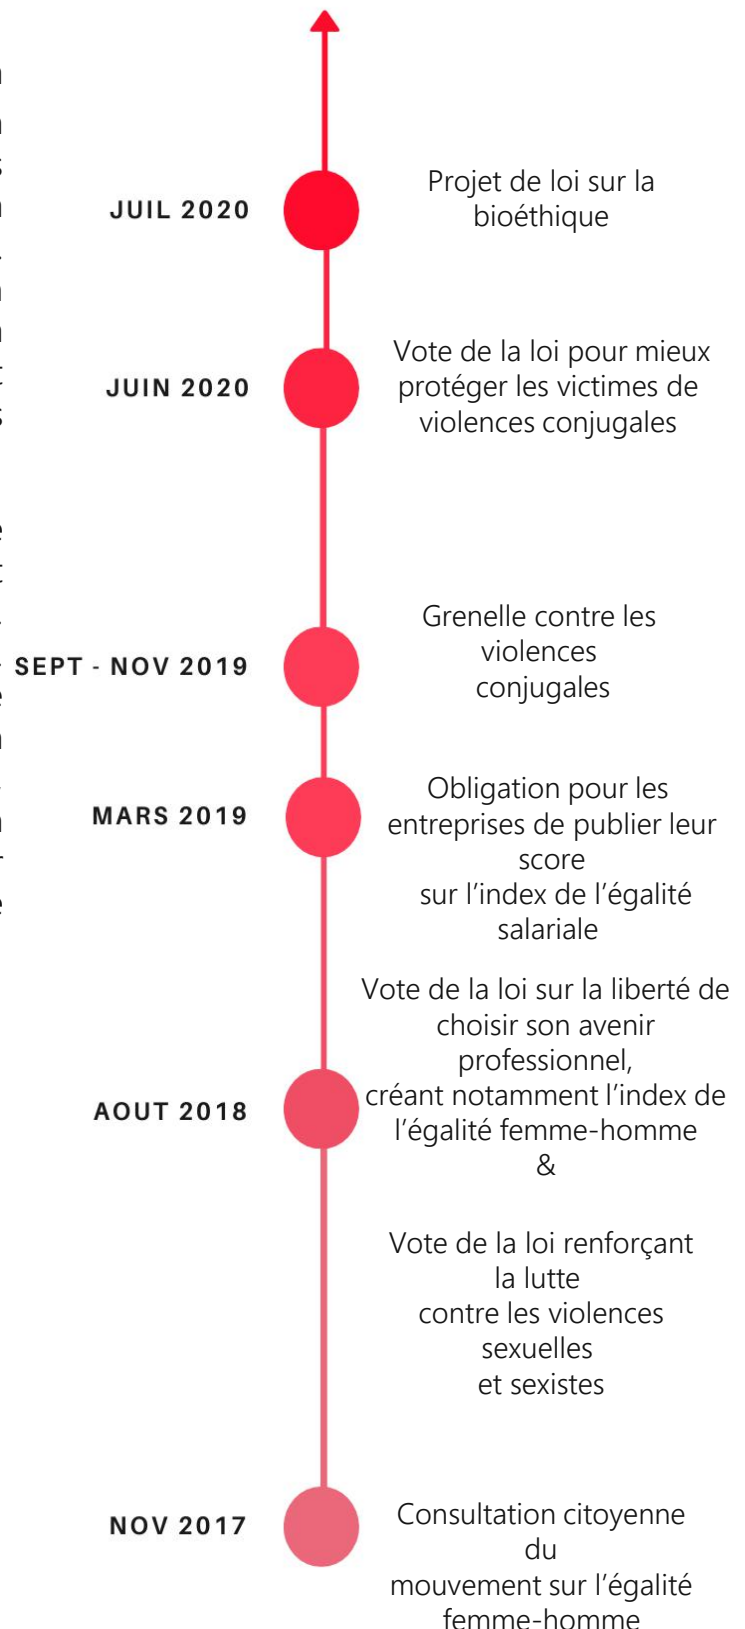 JUIL 2020
Projet de loi sur la
bioéthique
JUIN 2020
Vote de la loi pour mieux
protéger les victimes de
violences conjugales
SEPT - NOV 2019
Grenelle contre les
violences
conjugales
MARS 2019
Obligation pour les
entreprises de publier leur
score
sur l’index de l’égalité
salariale
AOUT 2018
Vote de la loi sur la liberté de
choisir son avenir
professionnel,
créant notamment l’index de
l’égalité femme-homme
&
Vote de la loi renforçant
la lutte
contre les violences
sexuelles
et sexistes
NOV 2017
Consultation citoyenne
du
mouvement sur l’égalité
femme-homme